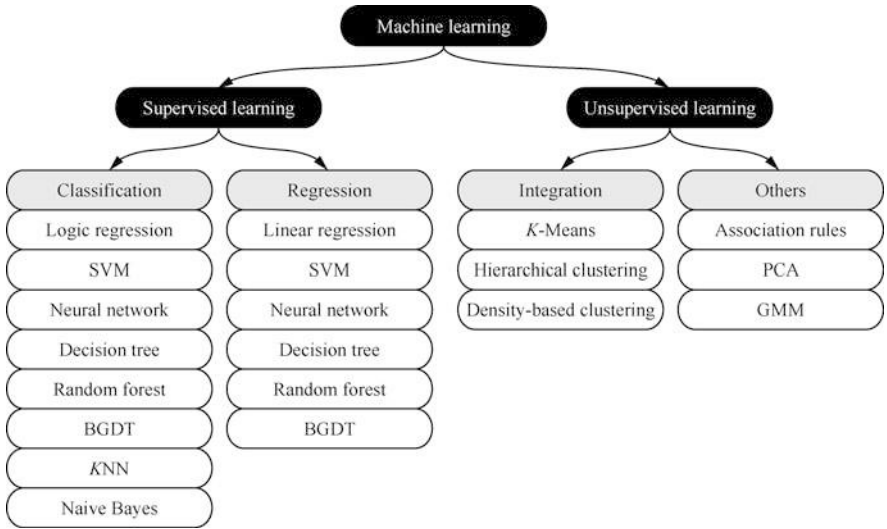 Machine learning
Supervised learning
Unsupervised learning
Classification
Logic regression
SVM
Neural network
Decision tree
Random forest
BGDT
KNN
Naive Bayes
Regression
Linear regression
SVM
Neural network
Decision tree
Random forest
BGDT
Integration
K-Means
Hierarchical clustering
Density-based clustering
Others
Association rules
PCA
GMM